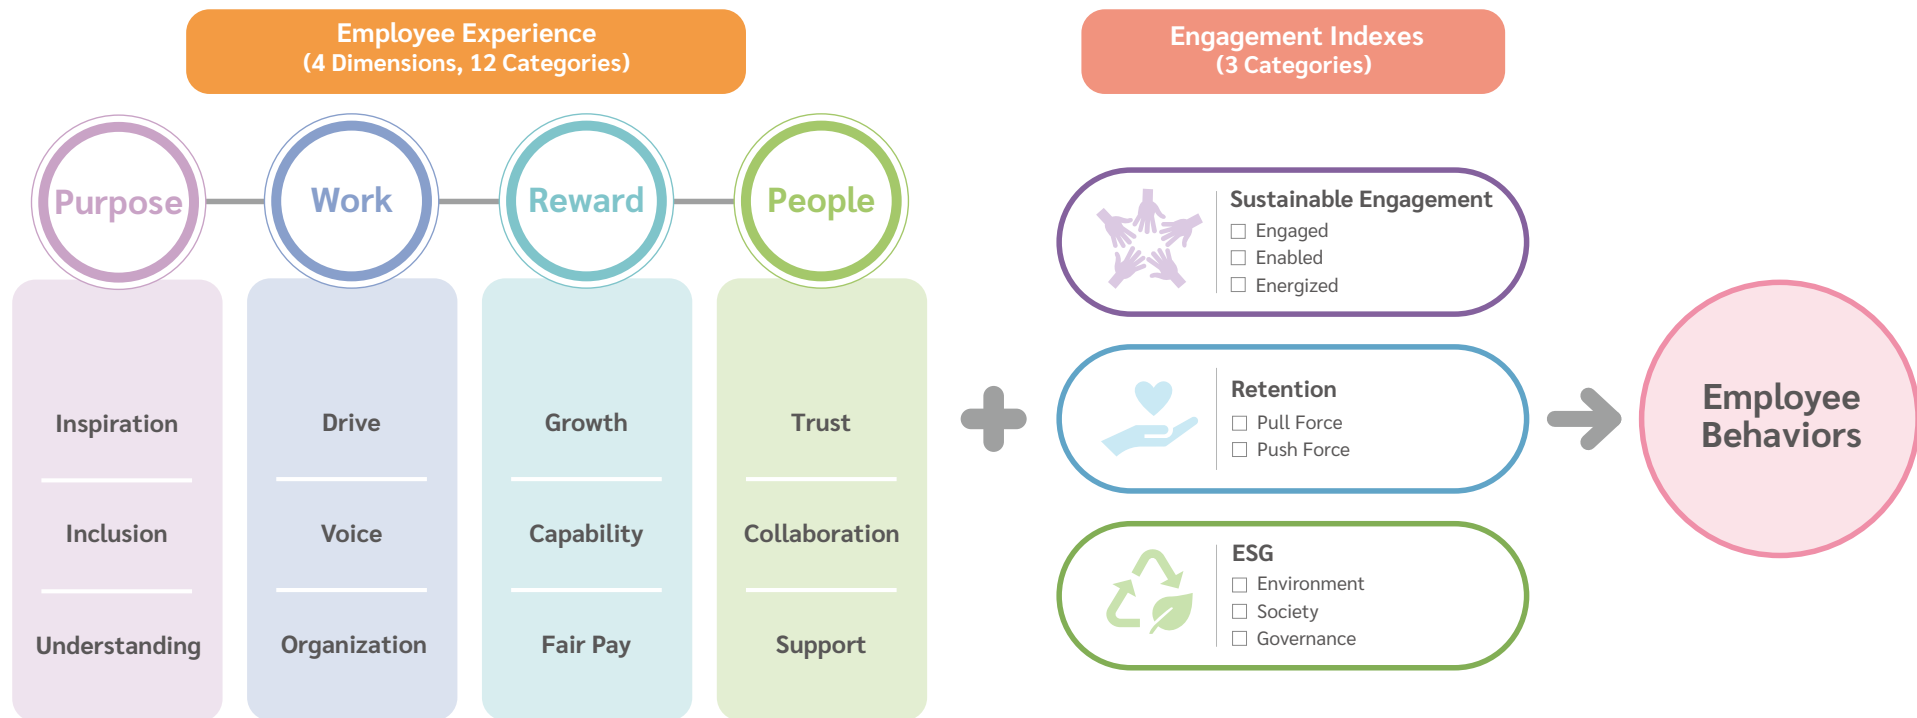 Employee Experience
(4 Dimensions, 12 Categories)
Purpose
Work
Reward
People
Inspiration
Inclusion
Understanding
Drive
Voice
Organization
Growth
Capability
Fair Pay
Trust
Collaboration
Support
Engagement Indexes
(3 Categories)
Sustainable Engagement
Engaged
Enabled
Energized
Retention
Pull Force
Push Force
ESG
Environment
Society
Governance
Employee
Behaviors